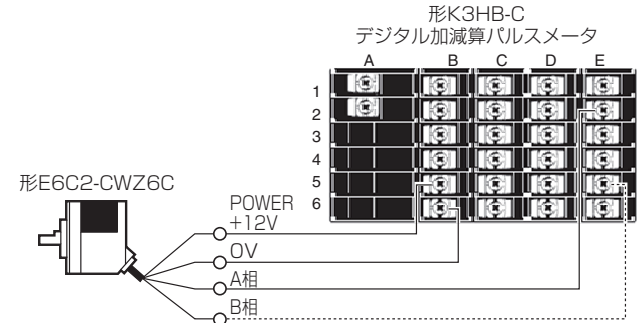 形K3HB-C
デジタル加減算パルスメータ
A B C D E
1
2
3
4
5
6
形E6C2-CWZ6C
POWER
+12V
0V
A相
B相